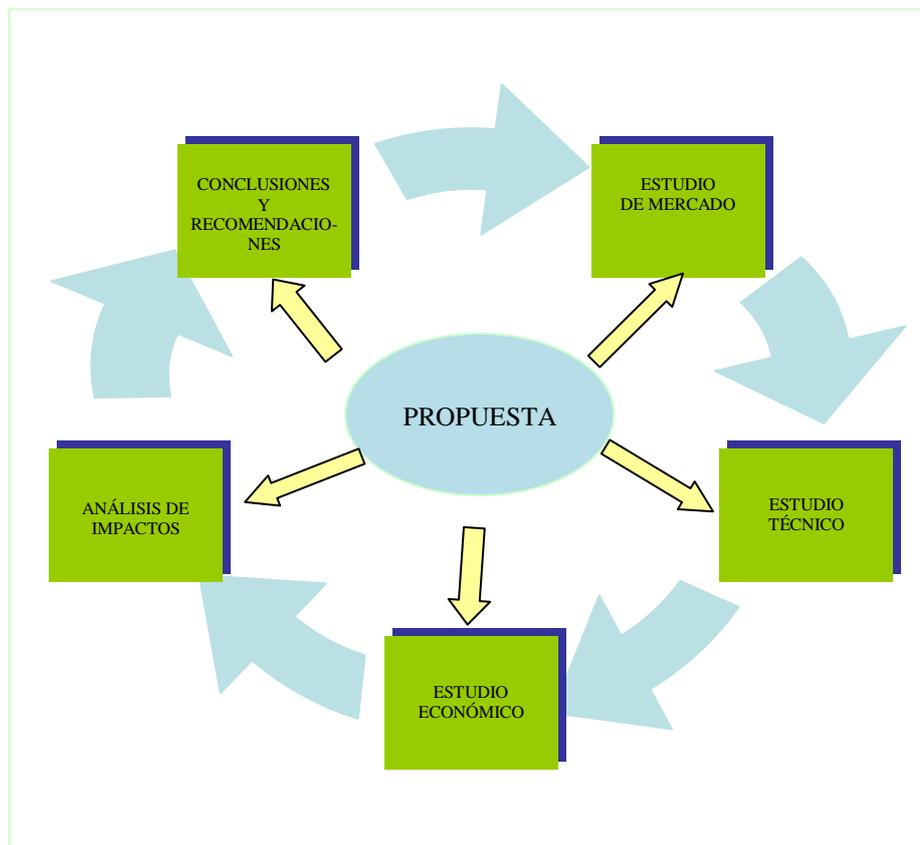 CONCLUSIONES
Y
RECOMENDACIO-
NES
ESTUDIO
DE MERCADO
PROPUESTA
ANÁLISIS DE
IMPACTOS
ESTUDIO
TÉCNICO
ESTUDIO
ECONÓMICO